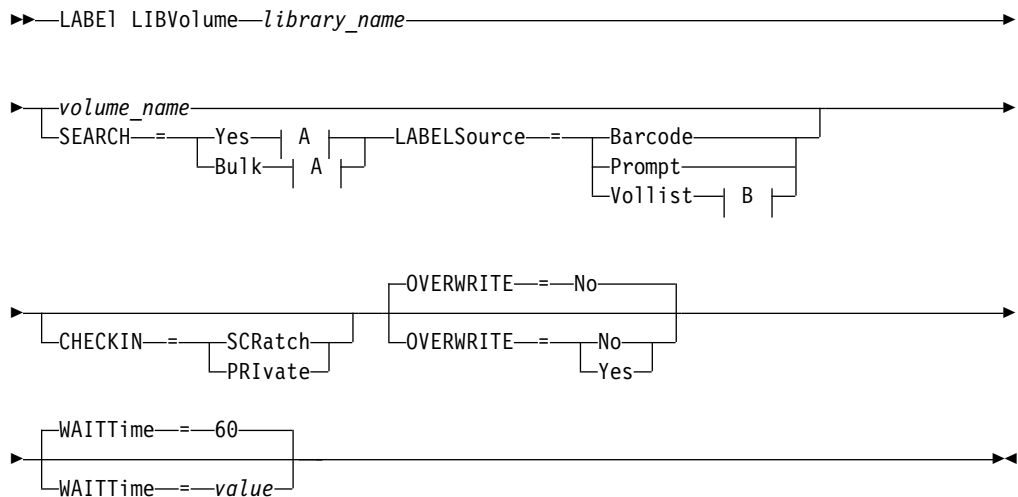 LABEl LIBVolume library_name
volume_name
SEARCH = Yes A LABELSource = Barcode
Bulk A Prompt
Vollist B
OVERWRITE = No
CHECKIN = SCRatch OVERWRITE = No
PRIvate Yes
WAITTime = 60
WAITTime = value